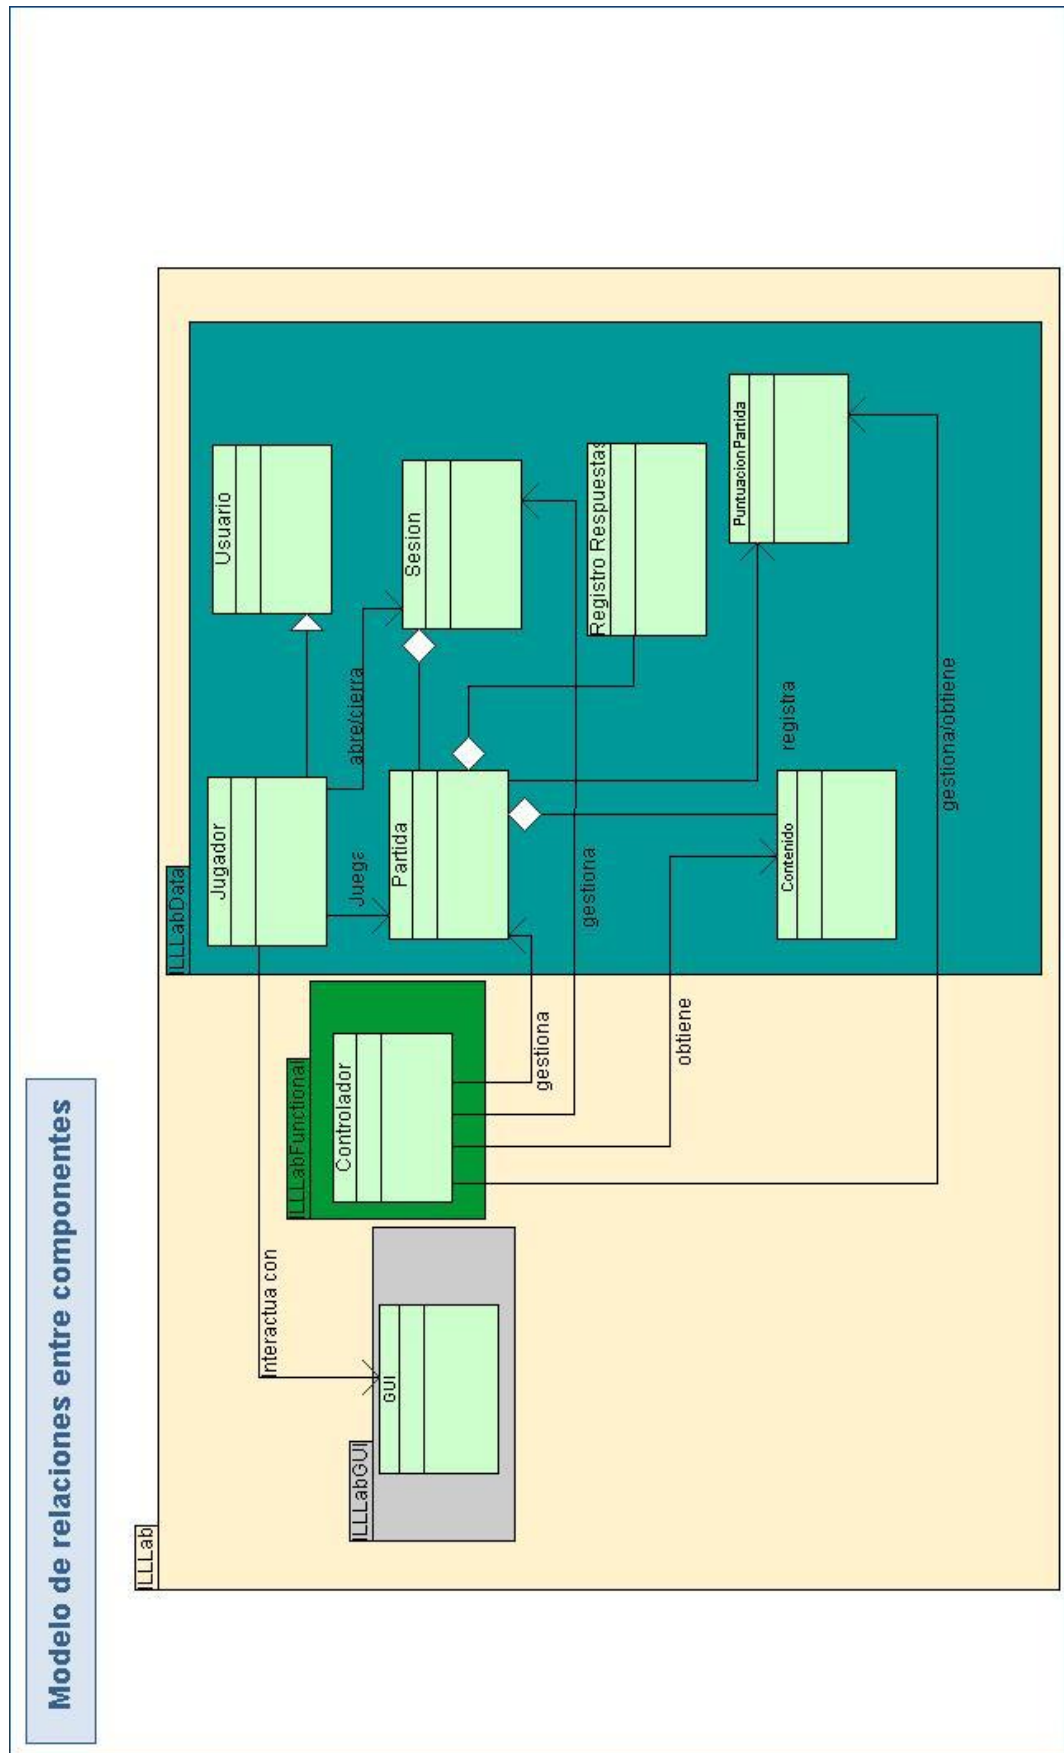 Modelo de relaciones entre componentes
ILLLab
ILLLabData
Jugador
Usuario
Interactua con
abre/cierra
Juega
ILLLabFunctional
Controlador
Partida
Sesion
ILLLabGUI
GUI
gestiona
gestiona
Registro Respuestas
obtiene
registra
PuntuacionPartida
Contenido
gestiona/obtiene